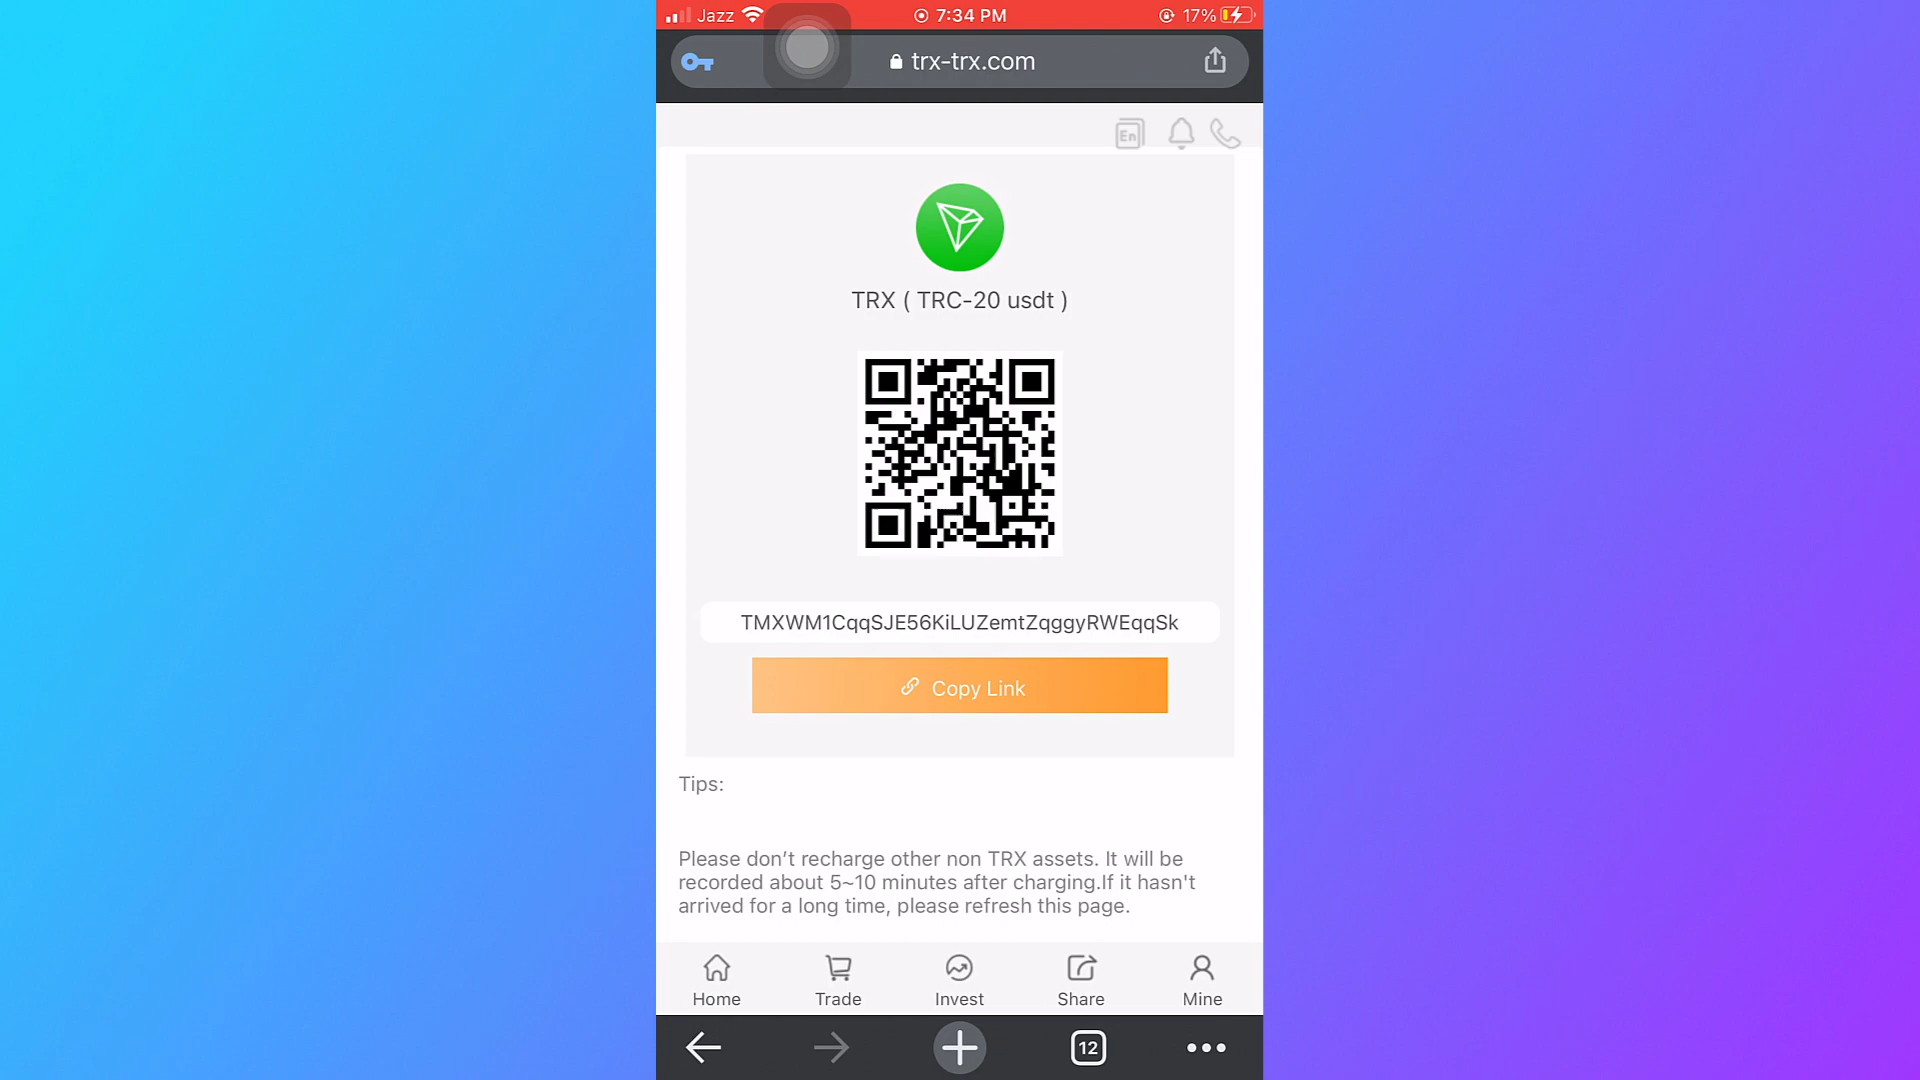 Jazz 7:34 PM 17%
trx-trx.com
En
TRX ( TRC-20 usdt )
TMXWM1CqqSJE56KiLUZemtZqggyRWEqqSk
Copy Link
Tips:
Please don’t recharge other non TRX assets. It will be
recorded about 5~10 minutes after charging.If it hasn't
arrived for a long time, please refresh this page.
Home Trade Invest Share Mine
12